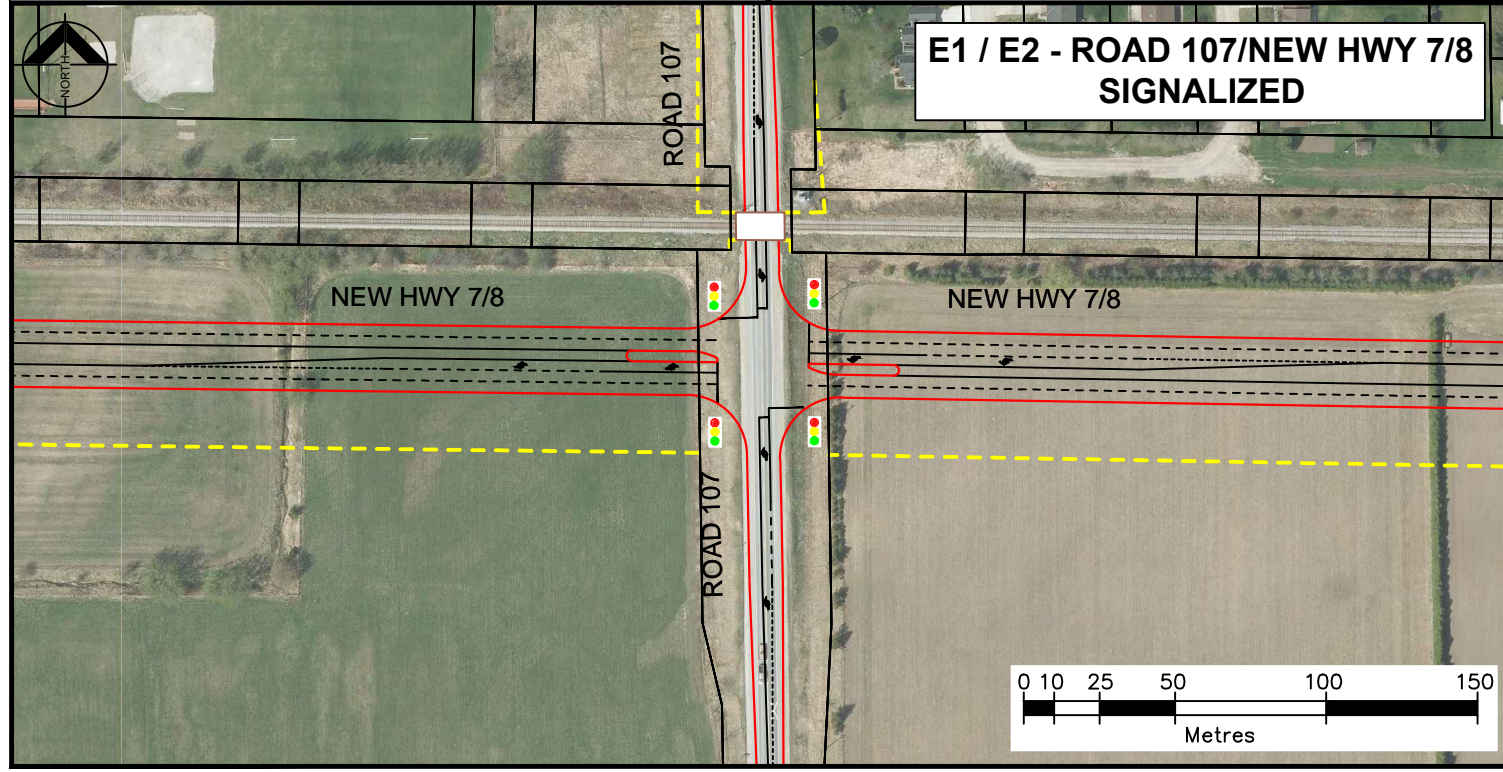 E1 / E2 - ROAD 107/NEW HWY 7/8
SIGNALIZED
NORTH
ROAD 107
NEW HWY 7/8
NEW HWY 7/8
ROAD 107
0 10 25 50 100 150
Metres